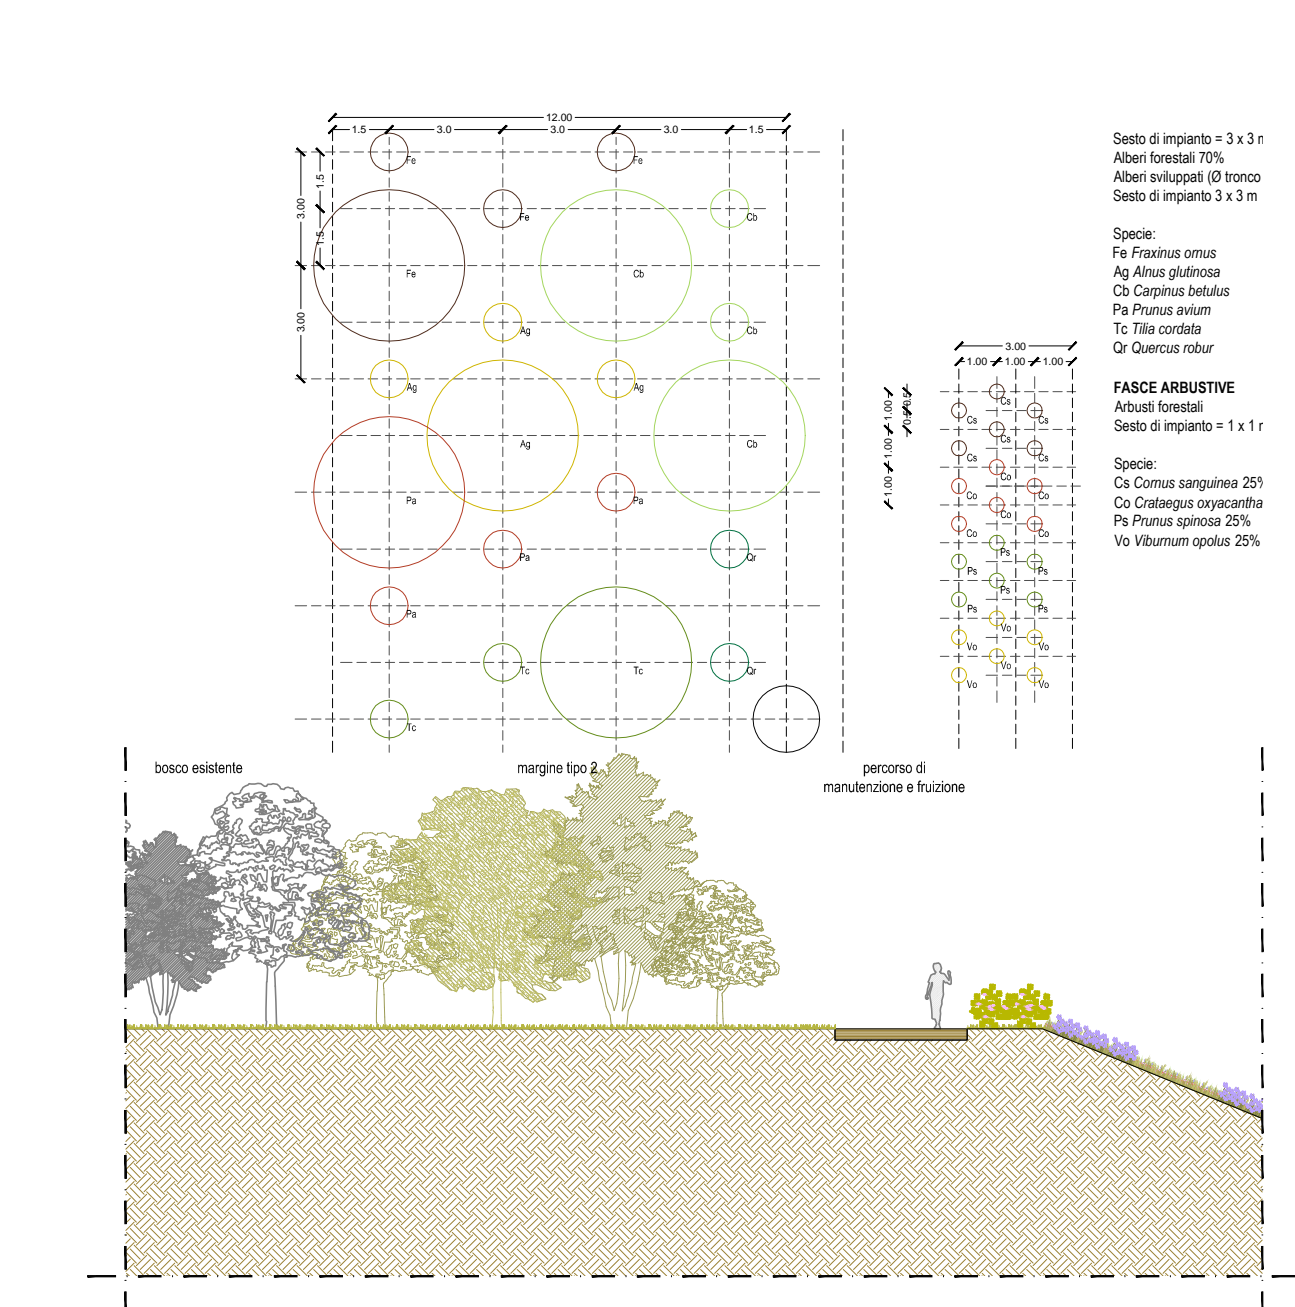 12.00
1.5 3.0 3.0 3.0 1.5
3.00
1.5
1.5
3.00
Fe Fe
Fe Cb
Fe Cb
Ag Cb
Ag Ag
Ag Cb
Pa Pa
Pa Qr
Pa
Tc Tc Qr
Tc
3.00
1.00 1.00 1.00
1.00
1.00
1.00
Cs
Cs Cs
Cs
Cs Cs
Co
Co Co
Co
Co Co
Ps
Ps Ps
Ps
Ps Ps
Vo
Vo Vo
Vo
Vo Vo
Sesto di impianto = 3 x 3
Alberi forestali 70%
Alberi sviluppati (Ø tronco
Sesto di impianto 3 x 3 m
Specie:
Fe Fraxinus ornus
Ag Alnus glutinosa
Cb Carpinus betulus
Pa Prunus avium
Tc Tilia cordata
Qr Quercus robur
FASCE ARBUSTIVE
Arbusti forestali
Sesto di impianto = 1 x 1
Specie:
Cs Cornus sanguinea 25%
Co Crataegus oxyacantha
Ps Prunus spinosa 25%
Vo Viburnum opolus 25%
bosco esistente
margine tipo 2
percorso di
manutenzione e fruizione